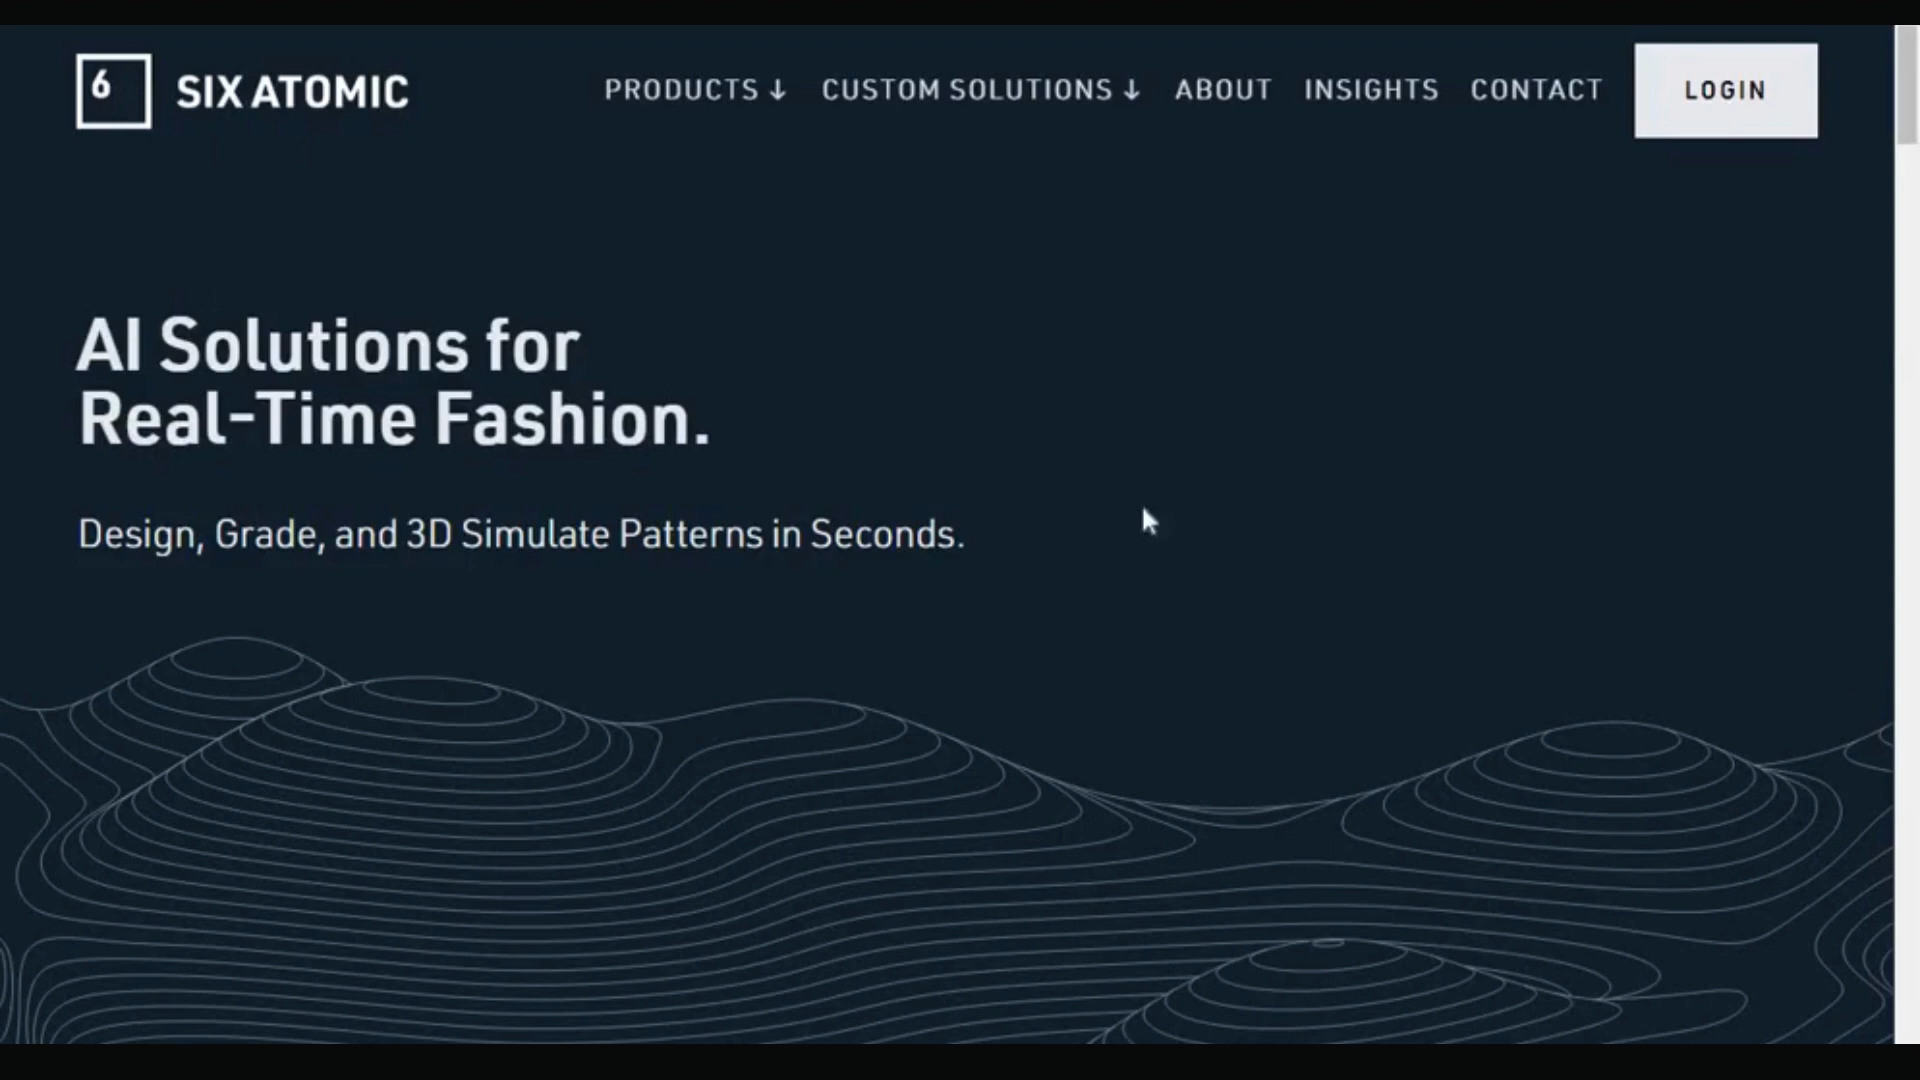 6
SIX ATOMIC
PRODUCTS ↓ CUSTOM SOLUTIONS ↓ ABOUT INSIGHTS CONTACT LOGIN
AI Solutions for
Real-Time Fashion.
Design, Grade, and 3D Simulate Patterns in Seconds.